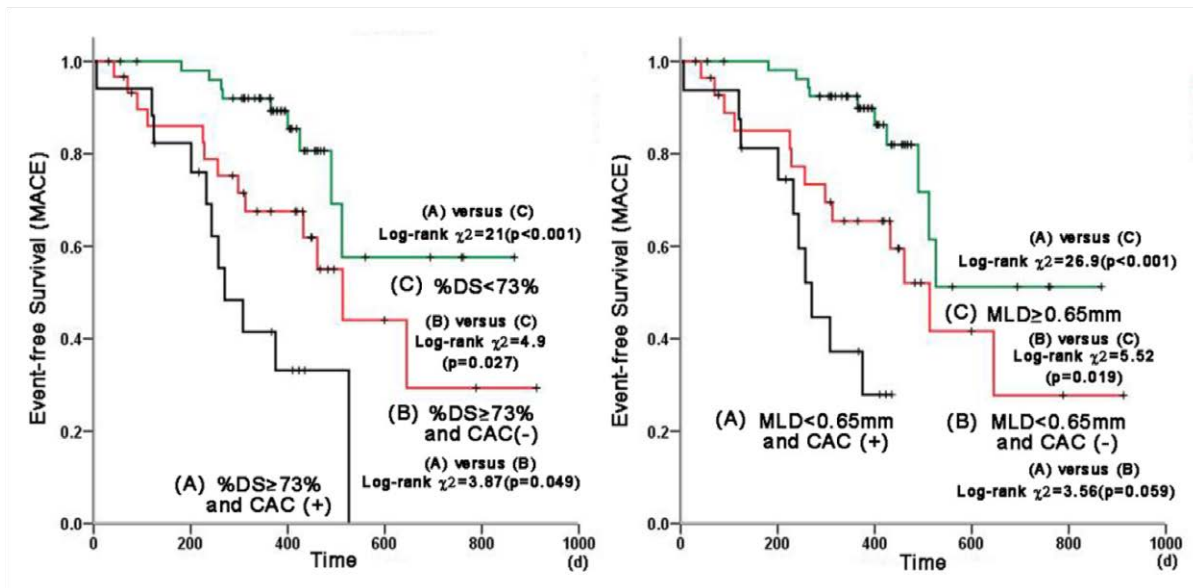 Event-free Survival (MACE)
1.0
0.8
0.6
0.4
0.2
0.0
0
200
400
600
800
1000
Time
(d)
(A) versus (C)
Log-rank χ2=21(p<0.001)
(C) %DS<73%
(B) versus (C)
Log-rank χ2=4.9
(p=0.027)
(B) %DS≥73%
and CAC(-)
(A) versus (B)
Log-rank χ2=3.87(p=0.049)
(A) %DS≥73%
and CAC (+)
Event-free Survival (MACE)
1.0
0.8
0.6
0.4
0.2
0.0
0
200
400
600
800
1000
Time
(d)
(A) versus (C)
Log-rank χ2=26.9(p<0.001)
(C) MLD≥0.65mm
(B) versus (C)
Log-rank χ2=5.52
(p=0.019)
(A) MLD<0.65mm
and CAC (+)
(B) MLD<0.65mm
and CAC (-)
(A) versus (B)
Log-rank χ2=3.56(p=0.059)